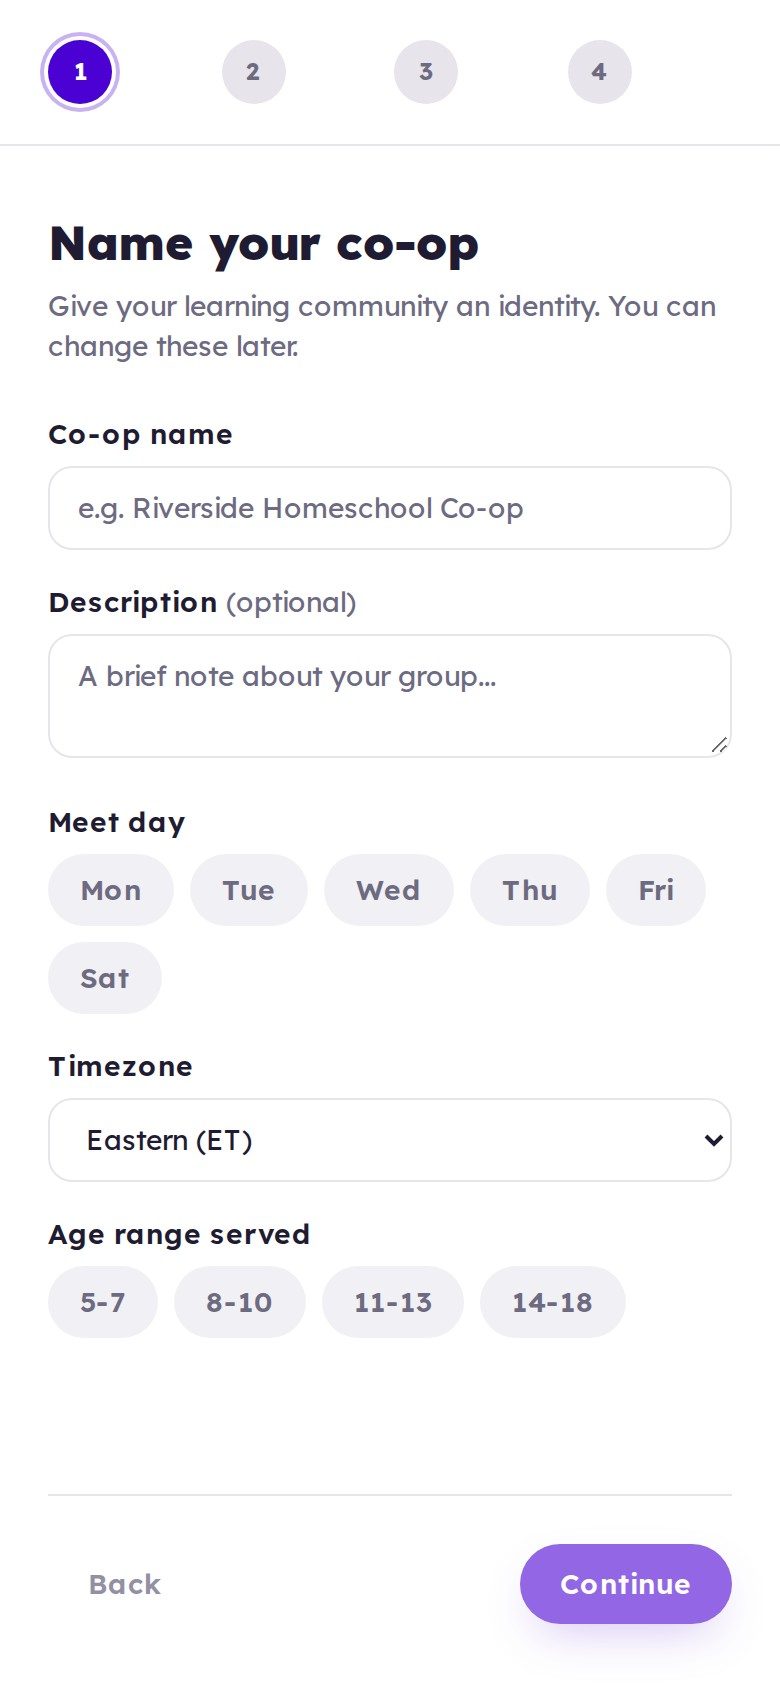 1 2 3 4
Name your co-op
Give your learning community an identity. You can
change these later.
Co-op name
e.g. Riverside Homeschool Co-op
Description (optional)
A brief note about your group...
Meet day
Mon Tue Wed Thu Fri
Sat
Timezone
Eastern (ET)
Age range served
5-7 8-10 11-13 14-18
Back Continue